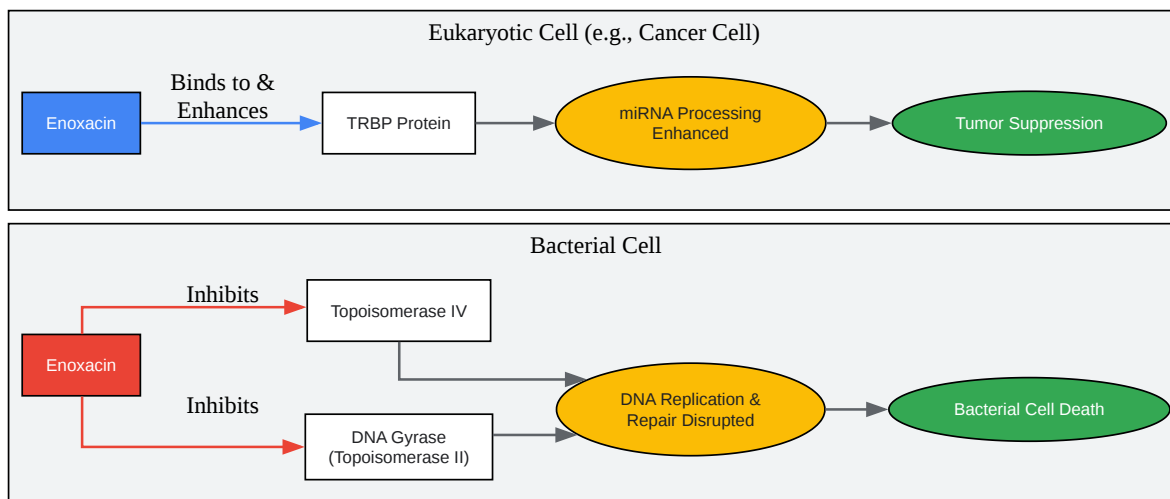 Eukaryotic Cell (e.g., Cancer Cell)
Binds to &
Enhances
Enoxacin
TRBP Protein
miRNA Processing
Enhanced
Tumor Suppression
Bacterial Cell
Inhibits
Topoisomerase IV
Enoxacin
Inhibits
DNA Gyrase
(Topoisomerase II)
DNA Replication &
Repair Disrupted
Bacterial Cell Death